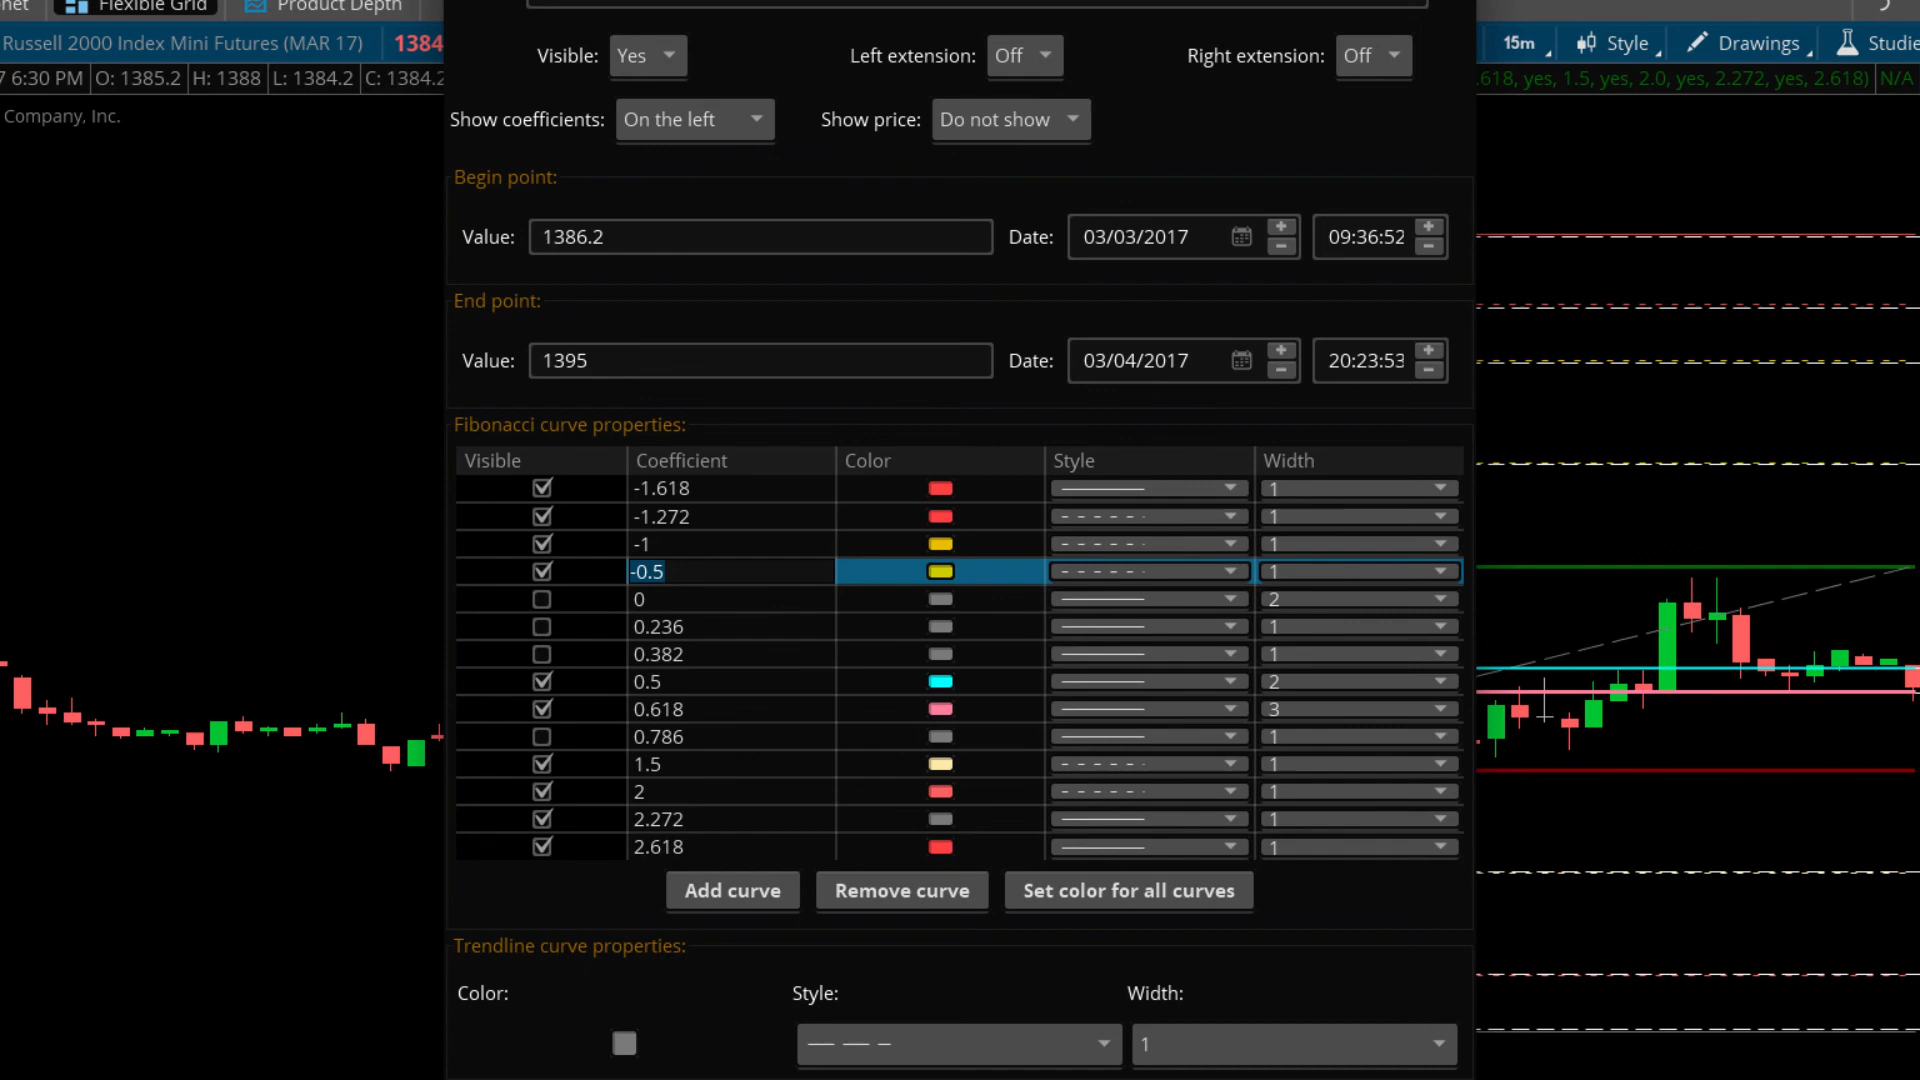 net Flexible Grid Product Depth
Russell 2000 Index Mini Futures (MAR 17) 1384
7 6:30 PM O: 1385.2 H: 1388 L: 1384.2 C: 1384.2
Company, Inc.
15m Style Drawings Studie
.618, yes, 1.5, yes, 2.0, yes, 2.272, yes, 2.618) N/A
Visible: Yes Left extension: Off Right extension: Off
Show coefficients: On the left Show price: Do not show
Begin point:
Value: 1386.2 Date: 03/03/2017 09:36:52
End point:
Value: 1395 Date: 03/04/2017 20:23:53
Fibonacci curve properties:
Visible Coefficient Color Style Width
-1.618 1
-1.272 1
-1 1
-0.5 1
0 2
0.236 1
0.382 1
0.5 2
0.618 3
0.786 1
1.5 1
2 1
2.272 1
2.618 1
Add curve Remove curve Set color for all curves
Trendline curve properties:
Color: Style: Width:
1